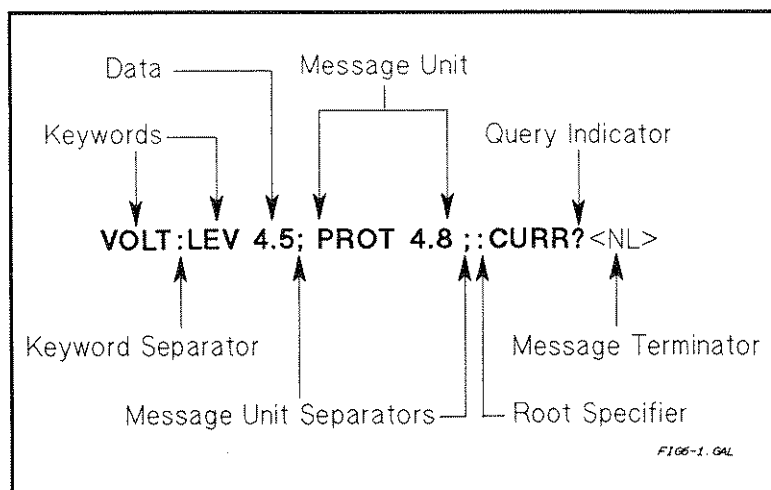 Data
Message Unit
Keywords
Query Indicator
VOLT:LEV 4.5; PROT 4.8 ;:CURR?<NL>
Keyword Separator
Message Terminator
Message Unit Separators
Root Specifier
FIG6-1.GAL